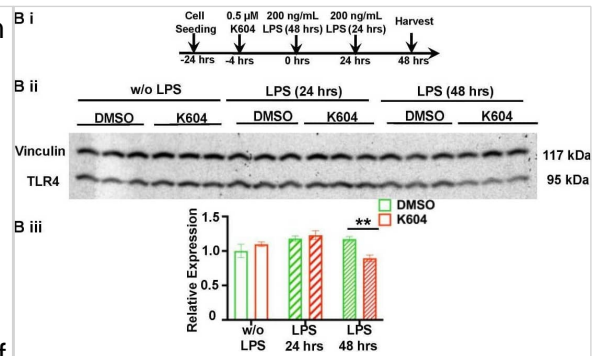 B i
Cell Seeding
0.5 µM K604
200 ng/mL LPS (48 hrs)
200 ng/mL LPS (24 hrs)
Harvest
-24 hrs
-4 hrs
0 hrs
24 hrs
48 hrs
B ii
w/o LPS
LPS (24 hrs)
LPS (48 hrs)
DMSO
K604
DMSO
K604
DMSO
K604
Vinculin
117 kDa
TLR4
95 kDa
B iii
DMSO
K604
**
Relative Expression
1.5
1.0
0.5
0
w/o LPS
LPS 24 hrs
LPS 48 hrs